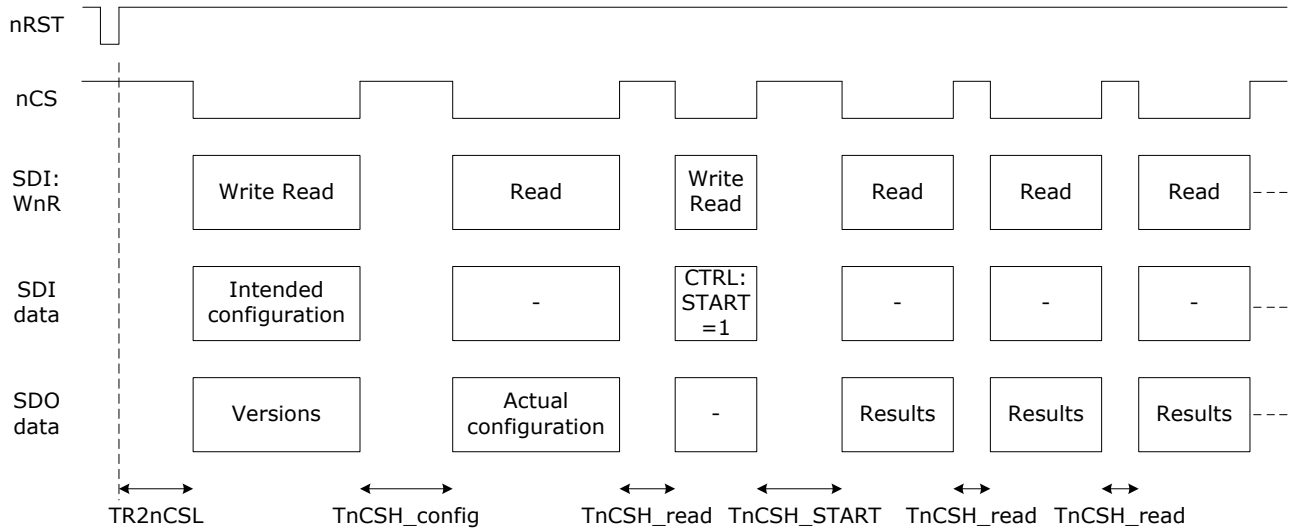 nRST
nCS
SDI:
WnR
Write Read
Read
Write
Read
Read
Read
Read
SDI
data
Intended
configuration
-
CTRL:
START
=1
-
-
-
SDO
data
Versions
Actual
configuration
-
Results
Results
Results
TR2nCSL
TnCSH_config
TnCSH_read
TnCSH_START
TnCSH_read
TnCSH_read